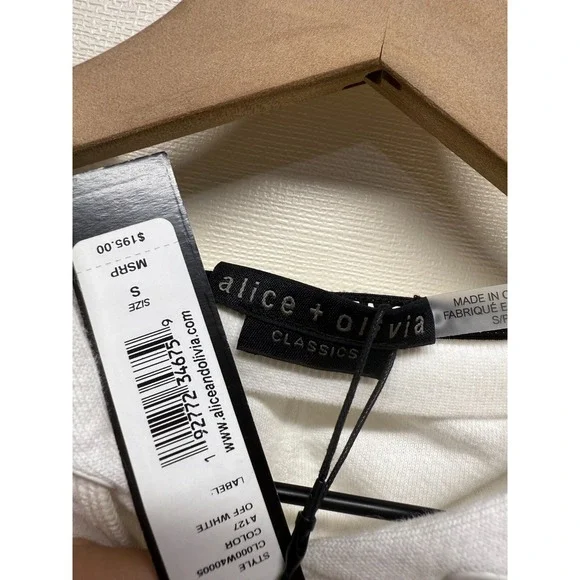 alice + olivia
CLASSICS
MADE IN
FABRIQUÉ
STYLE
CL000W40005
COLOR
A127
OFF WHITE
LABEL:
www.aliceandolivia.com
1 92772 34675 9
SIZE
S
MSRP
$195.00